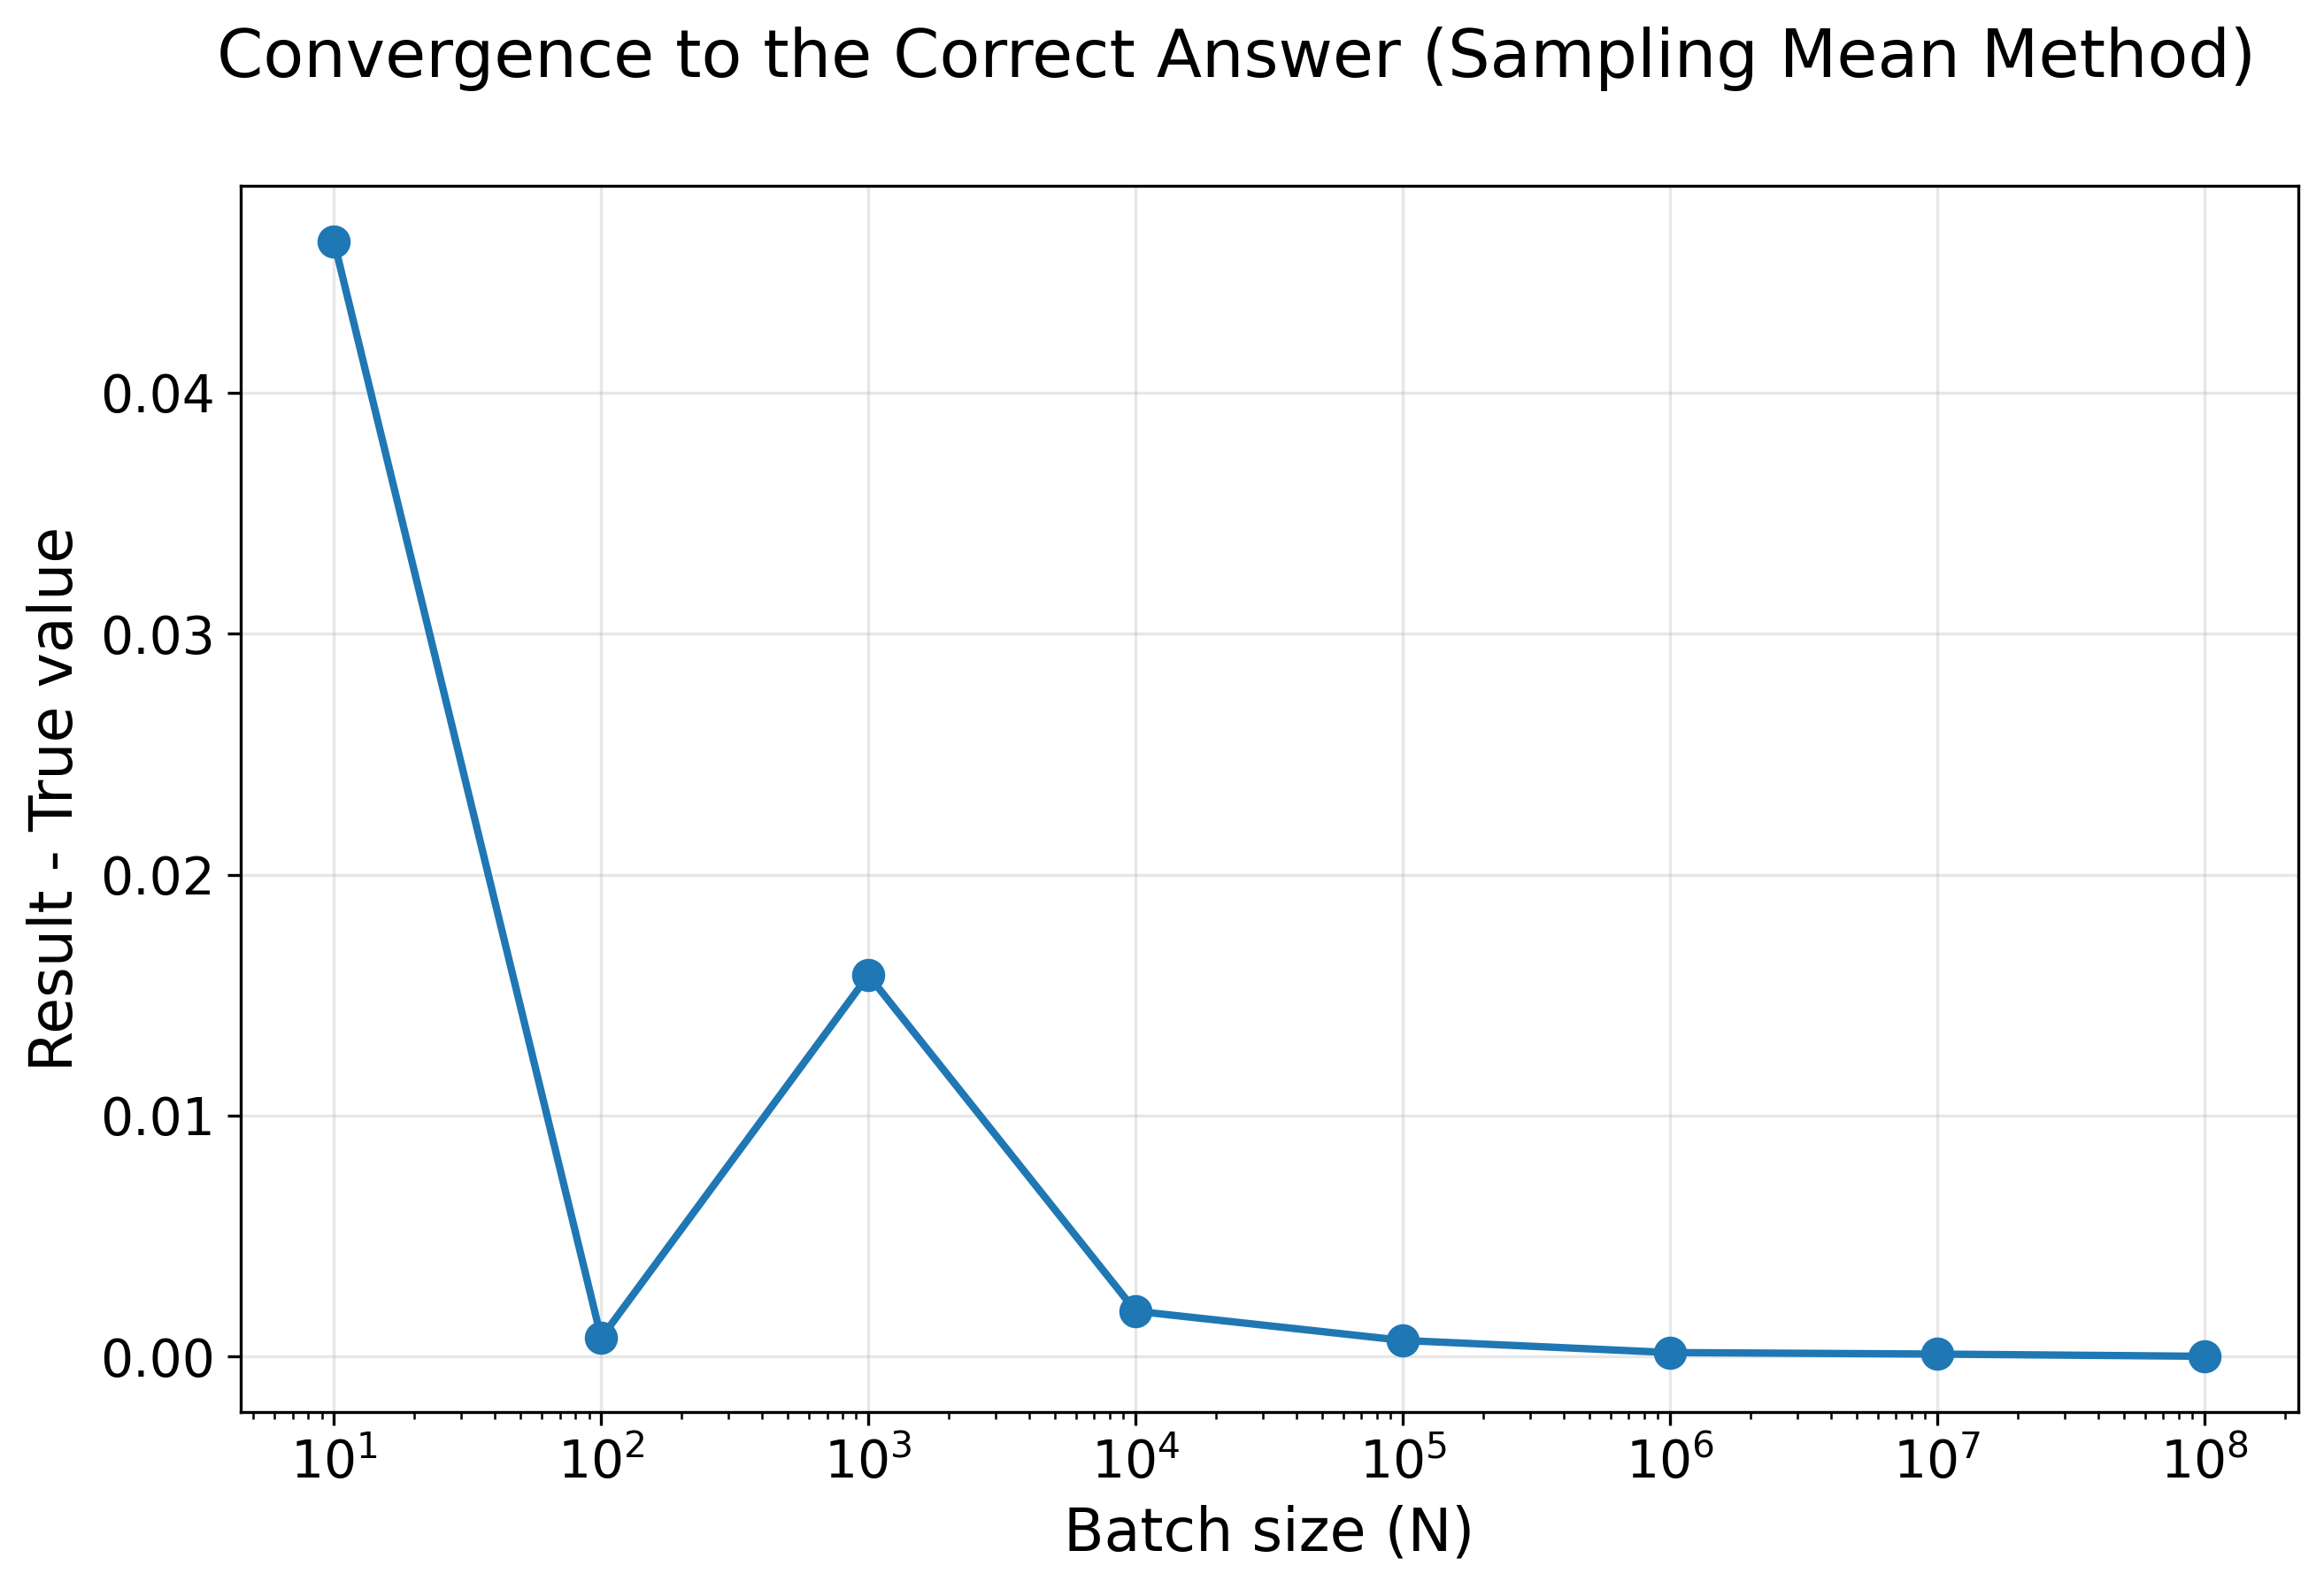 Convergence to the Correct Answer (Sampling Mean Method)
Result - True value
0.04
0.03
0.02
0.01
0.00
10¹ 10² 10³ 10⁴ 10⁵ 10⁶ 10⁷ 10⁸
Batch size (N)